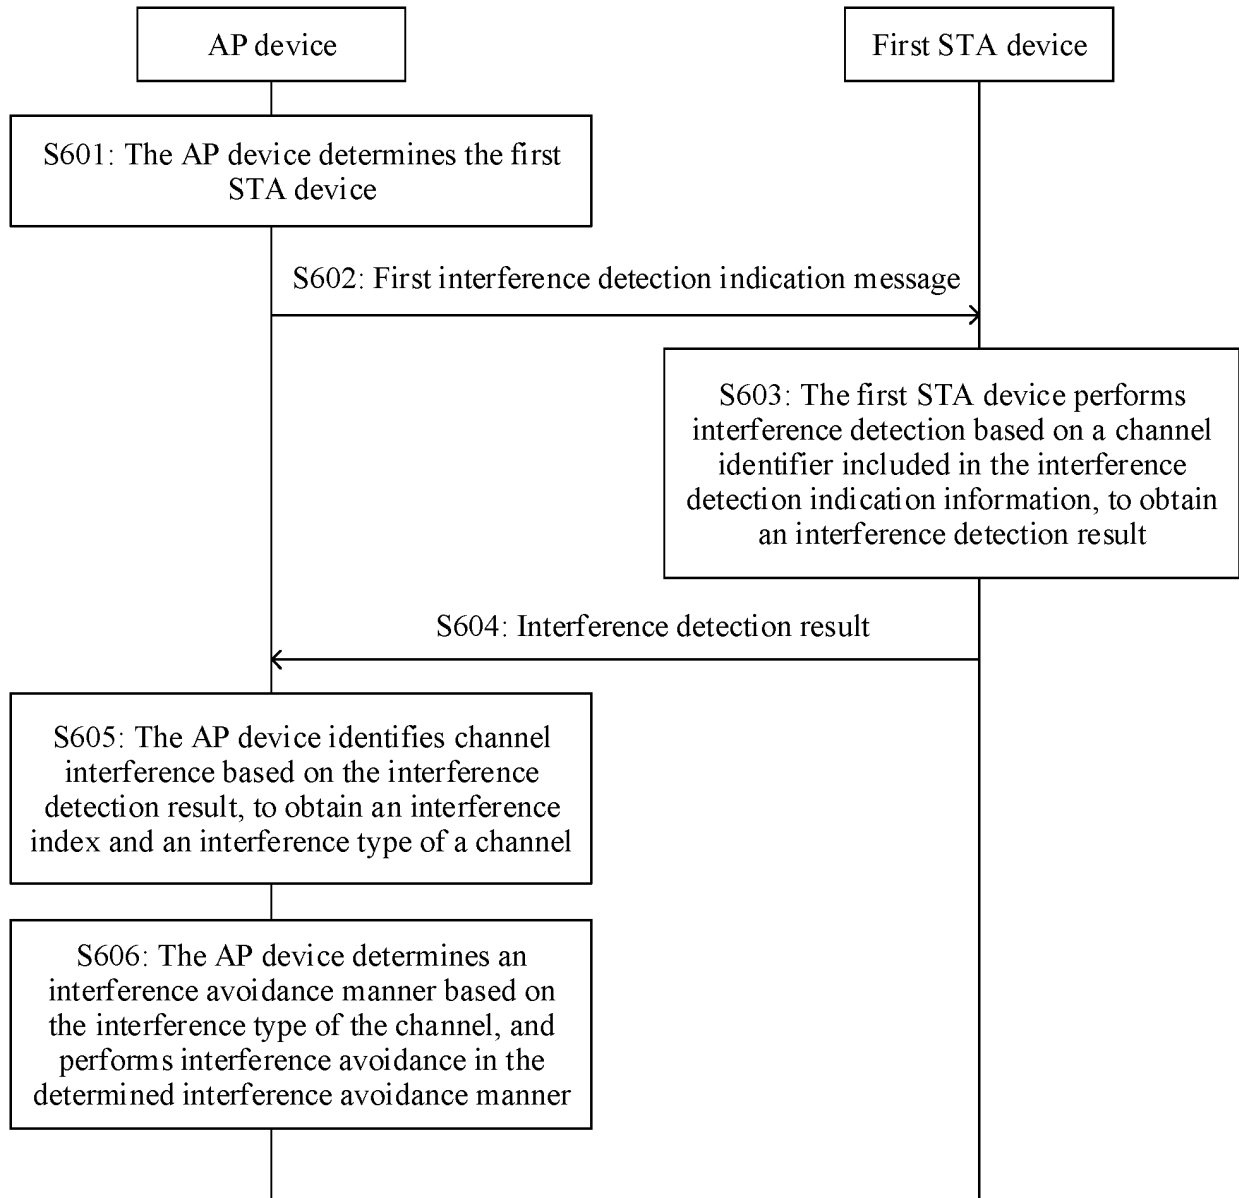 AP device
First STA device
S601: The AP device determines the first
STA device
S602: First interference detection indication message
S603: The first STA device performs
interference detection based on a channel
identifier included in the interference
detection indication information, to obtain
an interference detection result
S604: Interference detection result
S605: The AP device identifies channel
interference based on the interference
detection result, to obtain an interference
index and an interference type of a channel
S606: The AP device determines an
interference avoidance manner based on
the interference type of the channel, and
performs interference avoidance in the
determined interference avoidance manner